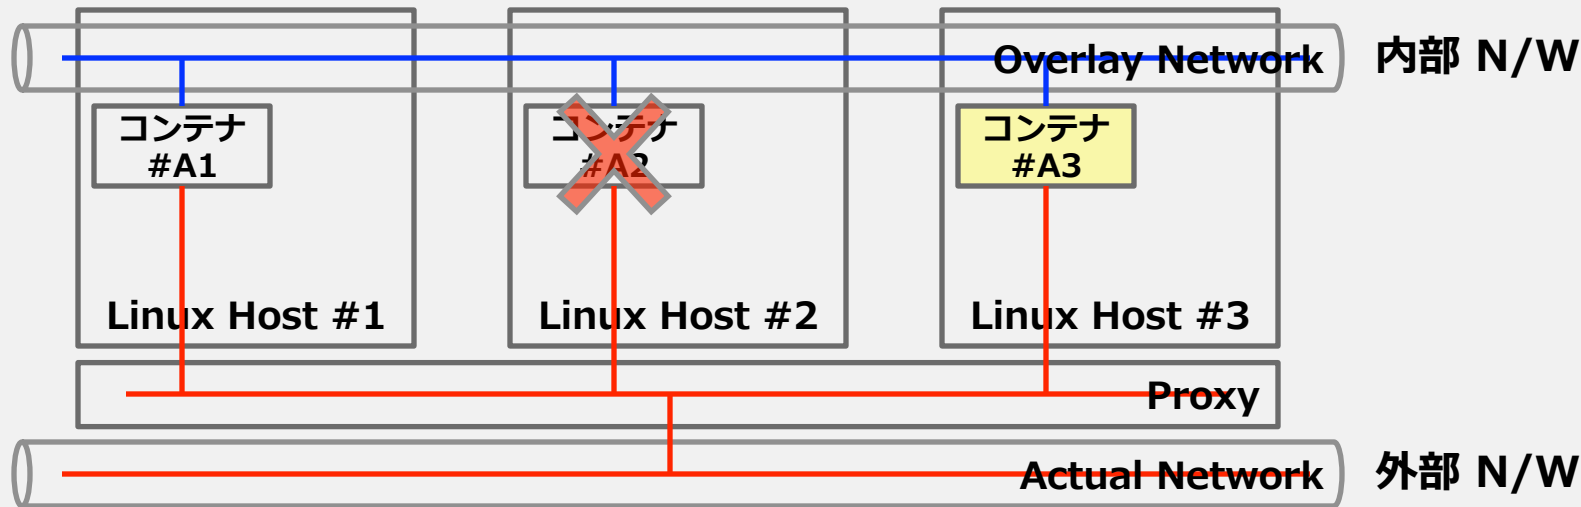 Overlay Network
内部 N/W
コンテナ
#A1
コンテナ
#A2
コンテナ
#A3
Linux Host #1
Linux Host #2
Linux Host #3
Proxy
Actual Network
外部 N/W